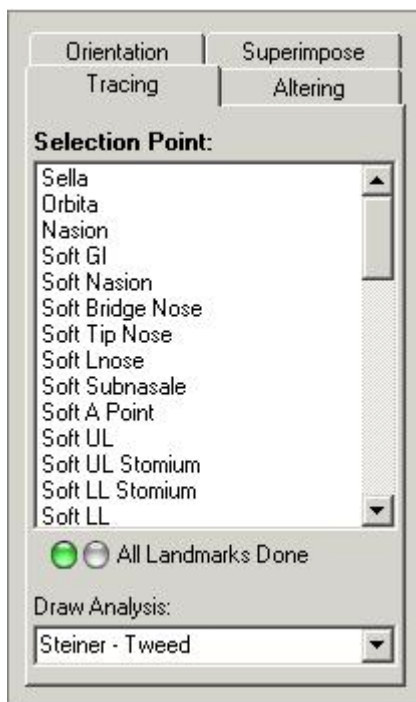 Orientation Superimpose
Tracing Altering
Selection Point:
Sella
Orbita
Nasion
Soft Gl
Soft Nasion
Soft Bridge Nose
Soft Tip Nose
Soft Lnose
Soft Subnasale
Soft A Point
Soft UL
Soft UL Stomium
Soft LL Stomium
Soft LL
All Landmarks Done
Draw Analysis:
Steiner - Tweed